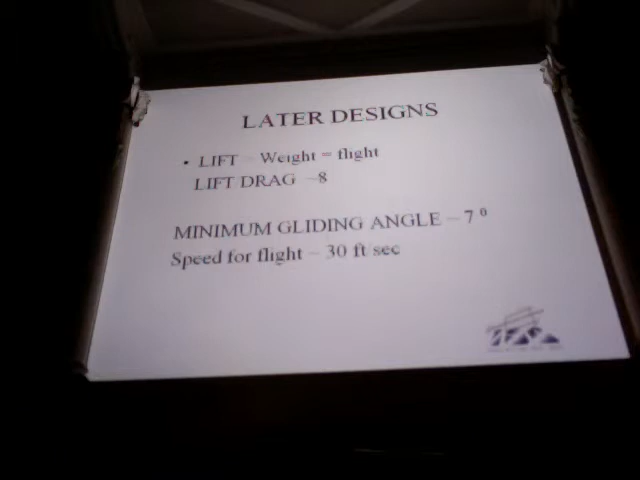 LATER DESIGNS
• LIFT – Weight = flight
LIFT DRAG –8
MINIMUM GLIDING ANGLE – 7 º
Speed for flight – 30 ft sec